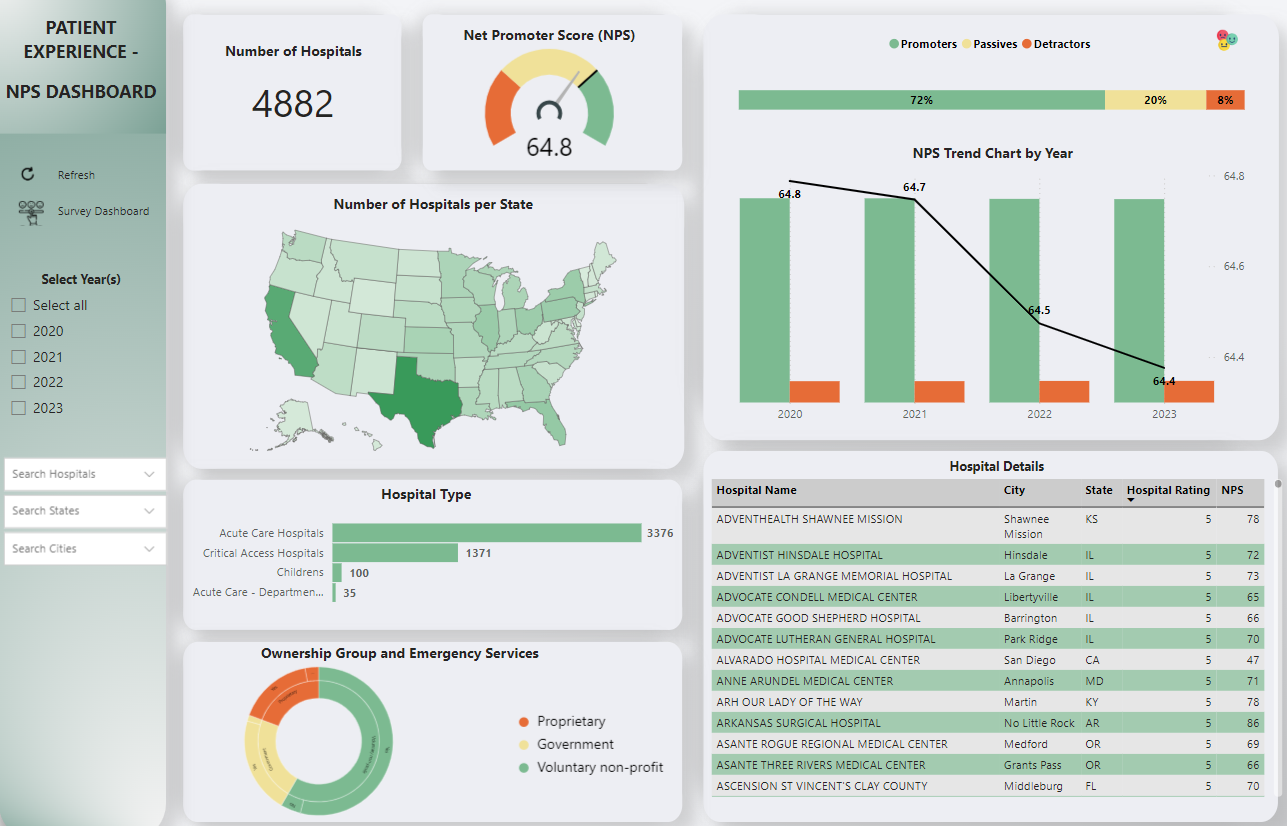 PATIENT
EXPERIENCE -
NPS DASHBOARD
Refresh
Survey Dashboard
Select Year(s)
Select all
2020
2021
2022
2023
Search Hospitals
Search States
Search Cities
Number of Hospitals
4882
Net Promoter Score (NPS)
64.8
Number of Hospitals per State
Hospital Type
Acute Care Hospitals 3376
Critical Access Hospitals 1371
Childrens 100
Acute Care - Departmen... 35
Ownership Group and Emergency Services
Proprietary
Government
Voluntary non-profit
Promoters Passives Detractors
72% 20% 8%
NPS Trend Chart by Year
64.8
64.6
64.4
64.8
64.7
64.5
64.4
2020 2021 2022 2023
Hospital Details
Hospital Name City State Hospital Rating NPS
ADVENTHEALTH SHAWNEE MISSION Shawnee Mission KS 5 78
ADVENTIST HINSDALE HOSPITAL Hinsdale IL 5 72
ADVENTIST LA GRANGE MEMORIAL HOSPITAL La Grange IL 5 73
ADVOCATE CONDELL MEDICAL CENTER Libertyville IL 5 65
ADVOCATE GOOD SHEPHERD HOSPITAL Barrington IL 5 66
ADVOCATE LUTHERAN GENERAL HOSPITAL Park Ridge IL 5 70
ALVARADO HOSPITAL MEDICAL CENTER San Diego CA 5 47
ANNE ARUNDEL MEDICAL CENTER Annapolis MD 5 71
ARH OUR LADY OF THE WAY Martin KY 5 78
ARKANSAS SURGICAL HOSPITAL No Little Rock AR 5 86
ASANTE ROGUE REGIONAL MEDICAL CENTER Medford OR 5 69
ASANTE THREE RIVERS MEDICAL CENTER Grants Pass OR 5 66
ASCENSION ST VINCENT'S CLAY COUNTY Middleburg FL 5 70